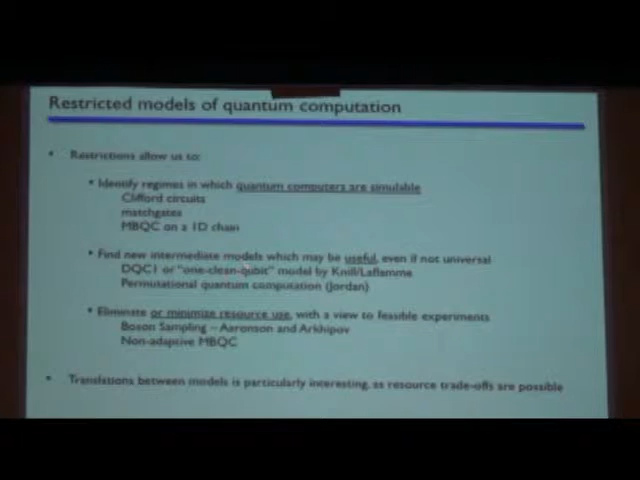 Restricted models of quantum computation
• Restrictions allow us to:
• Identify regimes in which quantum computers are simulable
Clifford circuits
matchgates
MBQC on a 1D chain
• Find new intermediate models which may be useful, even if not universal
DQC1 or "one-clean-qubit" model by Knill/Laflamme
Permutational quantum computation (Jordan)
• Eliminate or minimize resource use, with a view to feasible experiments
Boson Sampling – Aaronson and Arkhipov
Non-adaptive MBQC
• Translations between models is particularly interesting, as resource trade-offs are possible